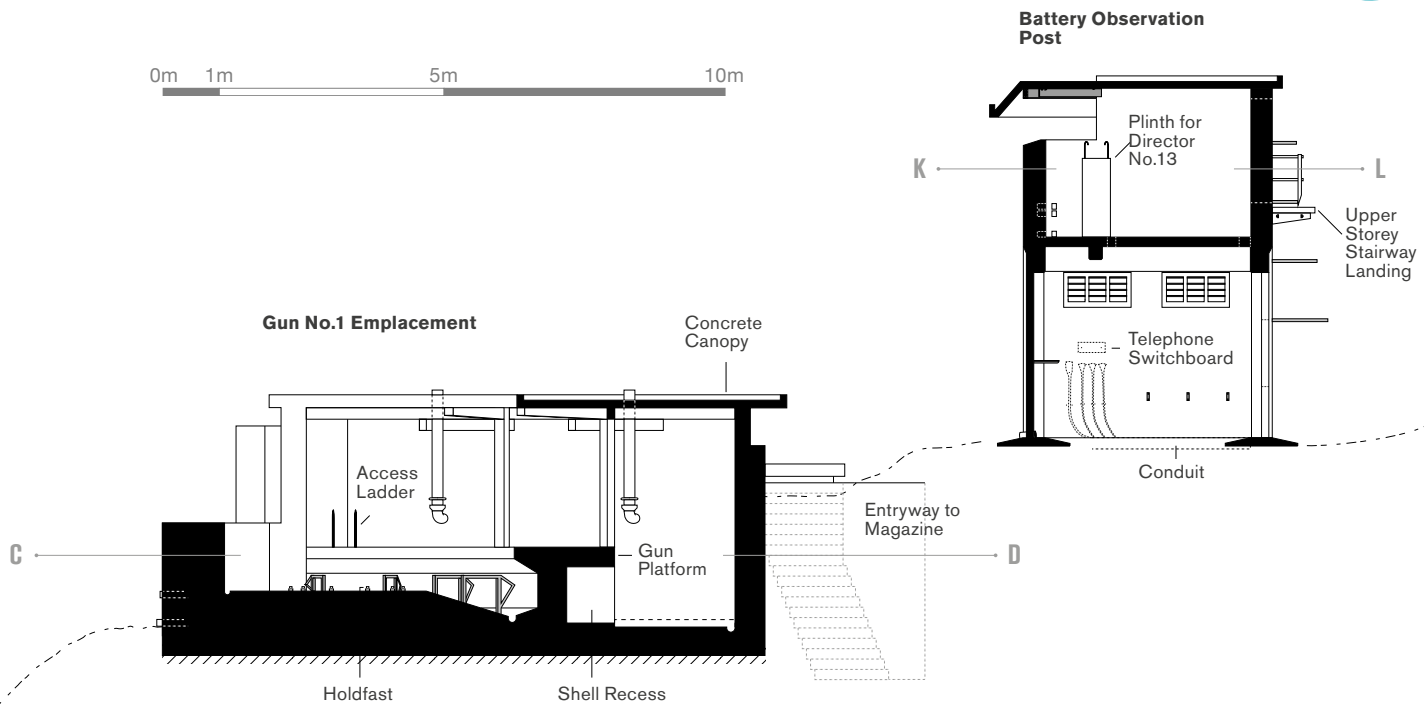 Battery Observation
Post
0m 1m 5m 10m
Plinth for
Director
No.13
K
L
Upper
Storey
Stairway
Landing
Gun No.1 Emplacement
Concrete
Canopy
Telephone
Switchboard
Conduit
Access
Ladder
Entryway to
Magazine
C
Gun
Platform
D
Holdfast
Shell Recess